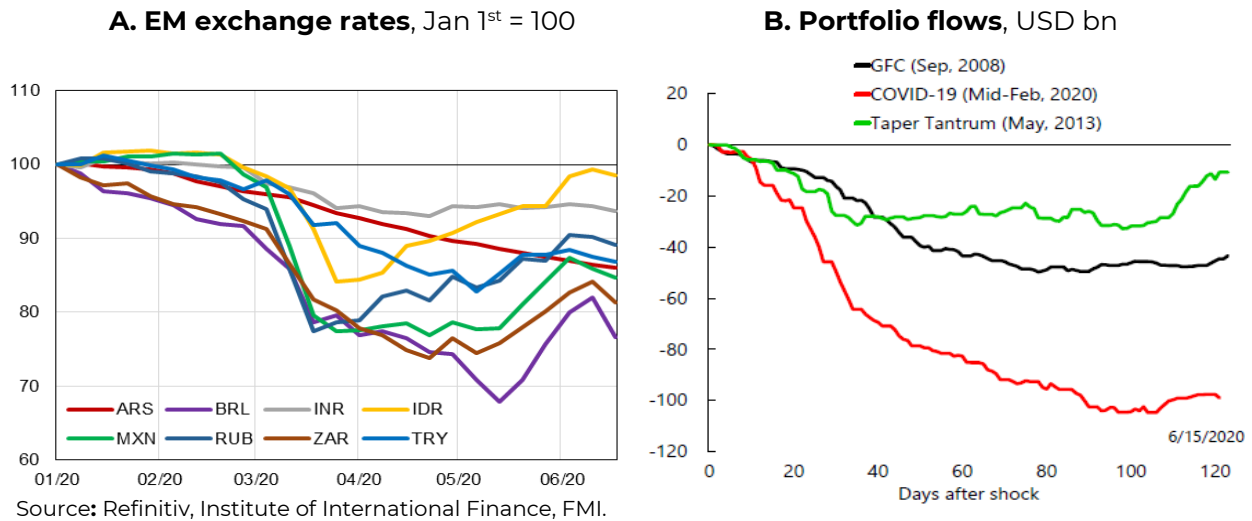 A. EM exchange rates, Jan 1st = 100
110
100
90
80
70
60
ARS BRL INR IDR
MXN RUB ZAR TRY
01/20 02/20 03/20 04/20 05/20 06/20
Source: Refinitiv, Institute of International Finance, FMI.
B. Portfolio flows, USD bn
GFC (Sep, 2008)
COVID-19 (Mid-Feb, 2020)
Taper Tantrum (May, 2013)
20
0
-20
-40
-60
-80
-100
-120
6/15/2020
0 20 40 60 80 100 120
Days after shock